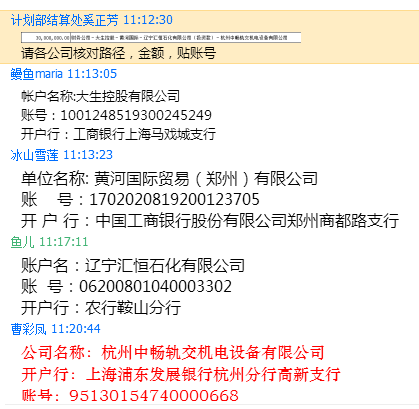 计划部结算处奚正芳 11:12:30
请各公司核对路径，金额，贴账号
鳗鱼maria 11:13:05
帐户名称:大生控股有限公司
账号：1001248519300245249
开户行：工商银行上海马戏城支行
冰山雪莲 11:13:23
单位名称: 黄河国际贸易（郑州）有限公司
账 号：1702020819200123705
开 户 行：中国工商银行股份有限公司郑州商都路支行
鱼儿 11:17:11
账户名：辽宁汇恒石化有限公司
账 号：06200801040003302
开户行：农行鞍山分行
曹彩凤 11:20:44
公司名称：杭州中畅轨交机电设备有限公司
开户行：上海浦东发展银行杭州分行高新支行
账号：95130154740000668